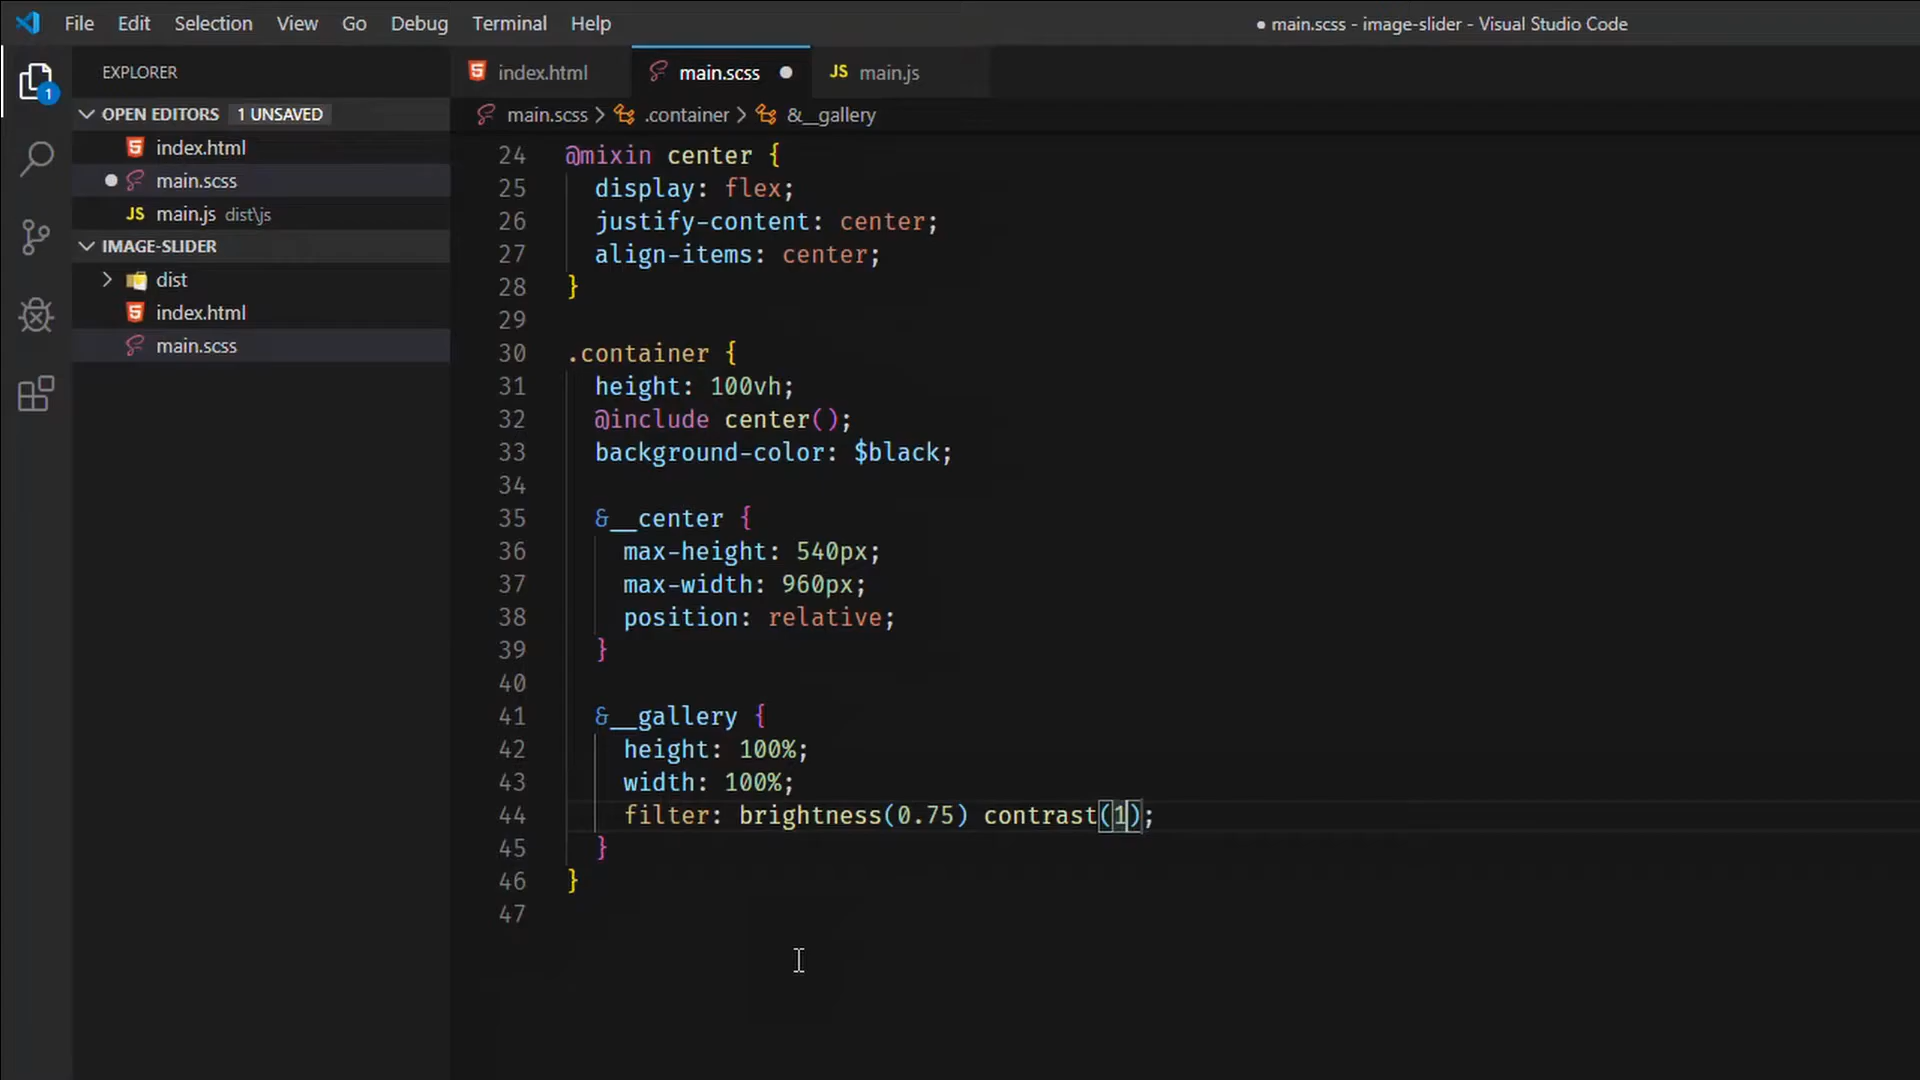 File Edit Selection View Go Debug Terminal Help
● main.scss - image-slider - Visual Studio Code
1
EXPLORER
OPEN EDITORS 1 UNSAVED
index.html
main.scss
JS main.js dist\js
IMAGE-SLIDER
dist
index.html
main.scss
index.html main.scss ● JS main.js
main.scss > .container > &__gallery
24 @mixin center {
25 display: flex;
26 justify-content: center;
27 align-items: center;
28 }
29
30 .container {
31 height: 100vh;
32 @include center();
33 background-color: $black;
34
35 &__center {
36 max-height: 540px;
37 max-width: 960px;
38 position: relative;
39 }
40
41 &__gallery {
42 height: 100%;
43 width: 100%;
44 filter: brightness(0.75) contrast(1);
45 }
46 }
47